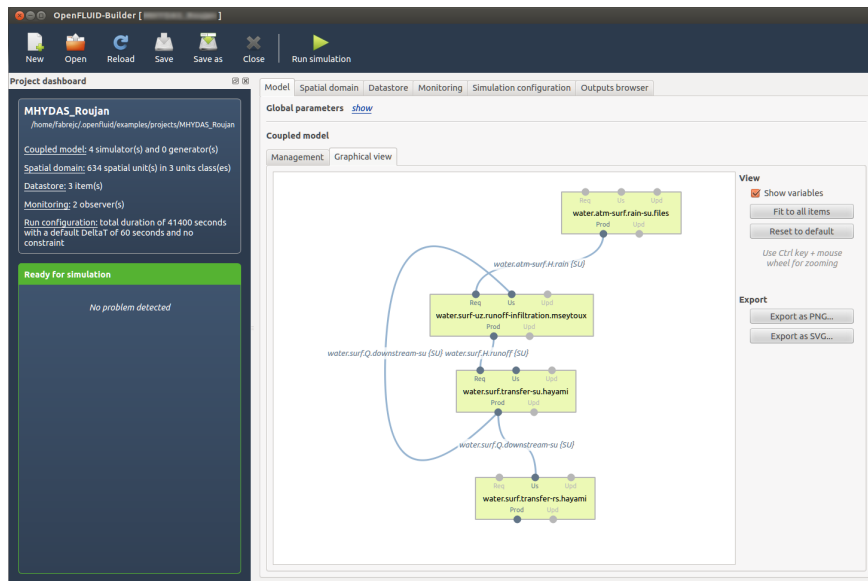 OpenFLUID-Builder [ ]
New Open Reload Save Save as Close Run simulation
Project dashboard
MHYDAS_Roujan
/home/fabrejc/.openfluid/examples/projects/MHYDAS_Roujan
Coupled model: 4 simulator(s) and 0 generator(s)
Spatial domain: 634 spatial unit(s) in 3 units class(es)
Datastore: 3 item(s)
Monitoring: 2 observer(s)
Run configuration: total duration of 41400 seconds
with a default DeltaT of 60 seconds and no
constraint
Ready for simulation
No problem detected
Model Spatial domain Datastore Monitoring Simulation configuration Outputs browser
Global parameters show
Coupled model
Management Graphical view
Req Us Upd
water.atm-surf.rain-su.files
Prod Upd
water.atm-surf.H.rain (SU)
Req Us Upd
water.surf-uz.runoff-infiltration.mseytoux
Prod Upd
water.surf.Q.downstream-su (SU) water.surf.H.runoff (SU)
Req Us Upd
water.surf.transfer-su.hayami
Prod Upd
water.surf.Q.downstream-su (SU)
Req Us Upd
water.surf.transfer-rs.hayami
Prod Upd
View
Show variables
Fit to all items
Reset to default
Use Ctrl key + mouse
wheel for zooming
Export
Export as PNG...
Export as SVG...